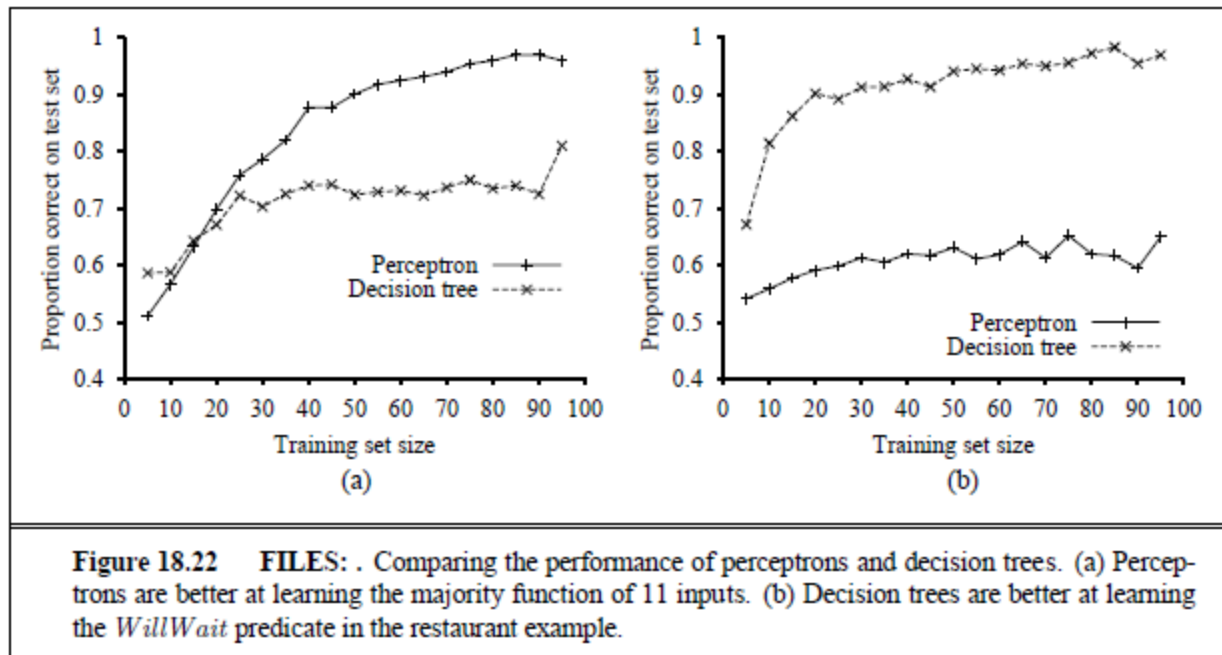 Proportion correct on test set
1
0.9
0.8
0.7
0.6
0.5
0.4
Perceptron
Decision tree
0 10 20 30 40 50 60 70 80 90 100
Training set size
(a)
Proportion correct on test set
1
0.9
0.8
0.7
0.6
0.5
0.4
Perceptron
Decision tree
0 10 20 30 40 50 60 70 80 90 100
Training set size
(b)
Figure 18.22 FILES: . Comparing the performance of perceptrons and decision trees. (a) Percep-
trons are better at learning the majority function of 11 inputs. (b) Decision trees are better at learning
the WillWait predicate in the restaurant example.